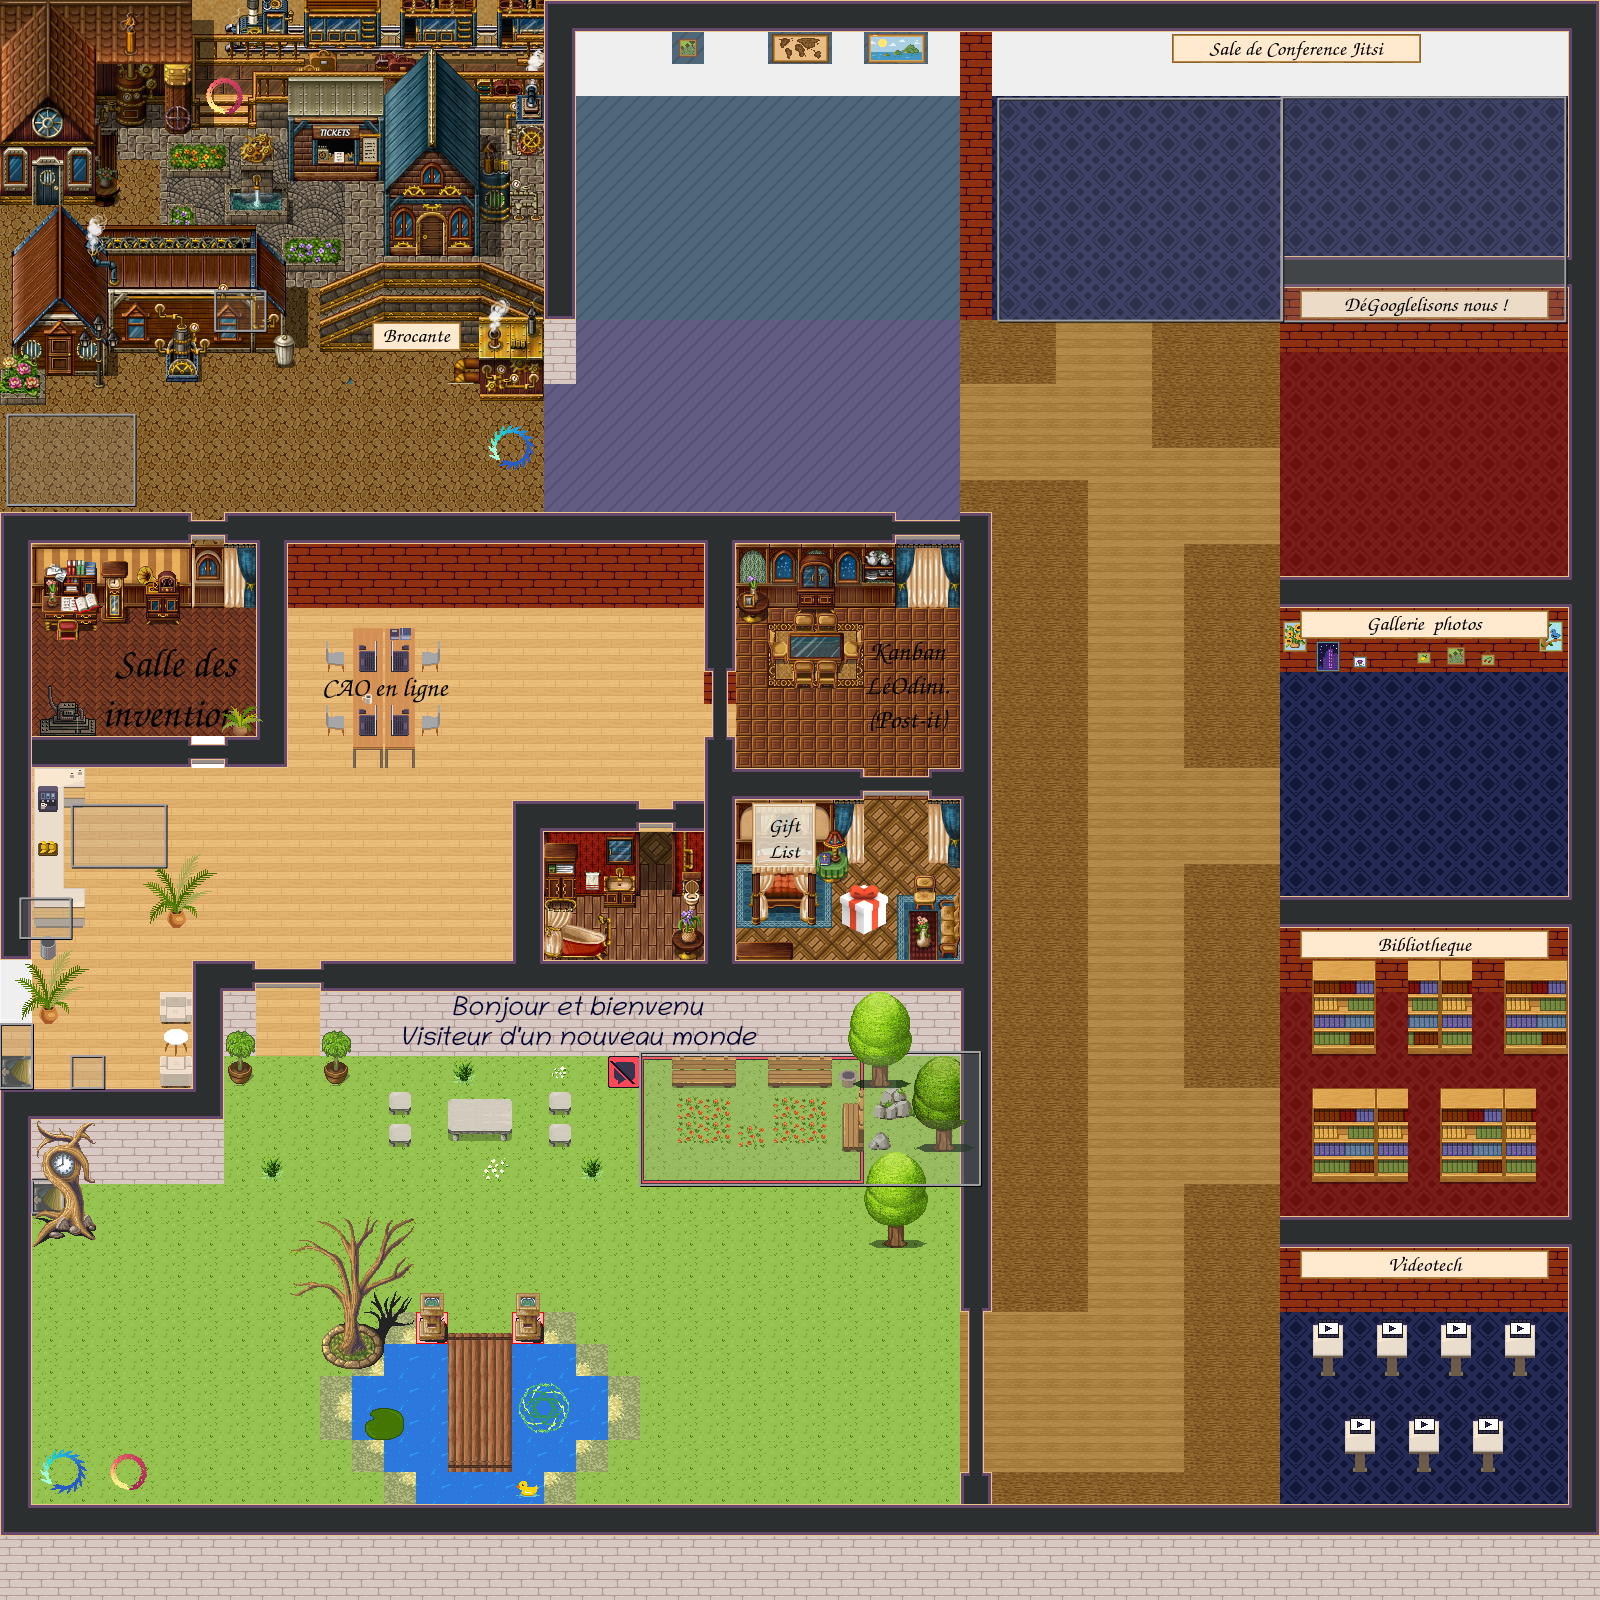 Sale de Conference Jitsi
TICKETS
DéGooglelisons nous !
Brocante
Gallerie photos
Salle des
invention
CAO en ligne
Kanban
LéOdini.
(Post-it)
Gift
List
Bibliotheque
Bonjour et bienvenu
Visiteur d'un nouveau monde
Videotech